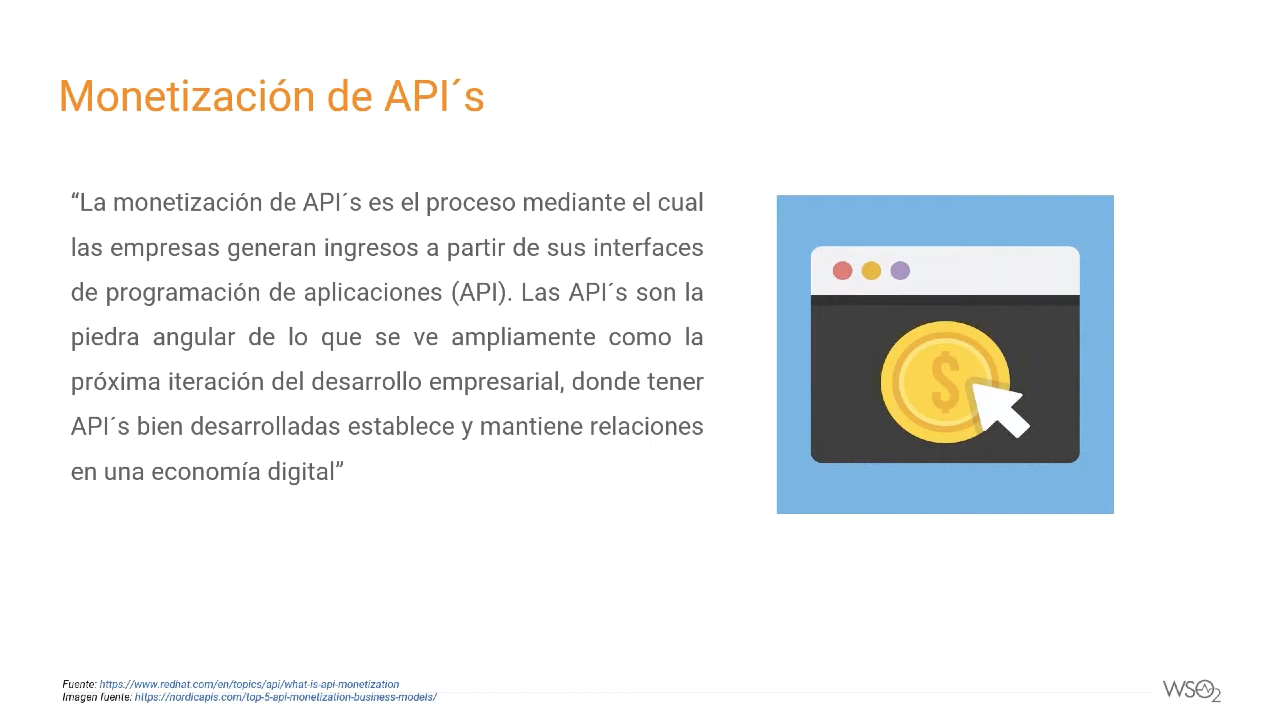 Monetización de API´s
“La monetización de API´s es el proceso mediante el cual
las empresas generan ingresos a partir de sus interfaces
de programación de aplicaciones (API). Las API´s son la
piedra angular de lo que se ve ampliamente como la
próxima iteración del desarrollo empresarial, donde tener
API´s bien desarrolladas establece y mantiene relaciones
en una economía digital”
$
Fuente: https://www.redhat.com/en/topics/api/what-is-api-monetization
Imagen fuente: https://nordicapis.com/top-5-api-monetization-business-models/
WSO2